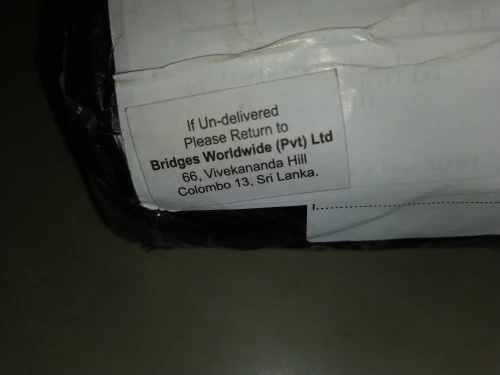 If Un-delivered
Please Return to
Bridges Worldwide (Pvt) Ltd
66, Vivekananda Hill
Colombo 13, Sri Lanka.